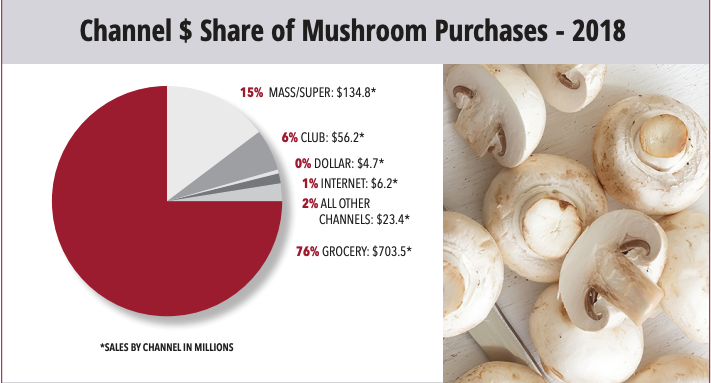 Channel $ Share of Mushroom Purchases - 2018
15% MASS/SUPER: $134.8*
6% CLUB: $56.2*
0% DOLLAR: $4.7*
1% INTERNET: $6.2*
2% ALL OTHER
CHANNELS: $23.4*
76% GROCERY: $703.5*
*SALES BY CHANNEL IN MILLIONS